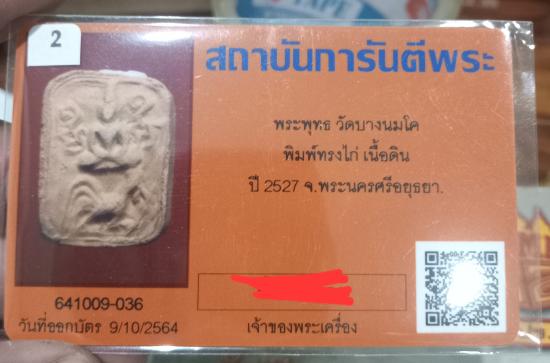 TAPE
2
สถาบันการันตีพระ
พระพุทธ วัดบางนมโค
พิมพ์ทรงไก่ เนื้อดิน
ปี 2527 จ.พระนครศรีอยุธยา.
641009-036
วันที่ออกบัตร 9/10/2564
เจ้าของพระเครื่อง